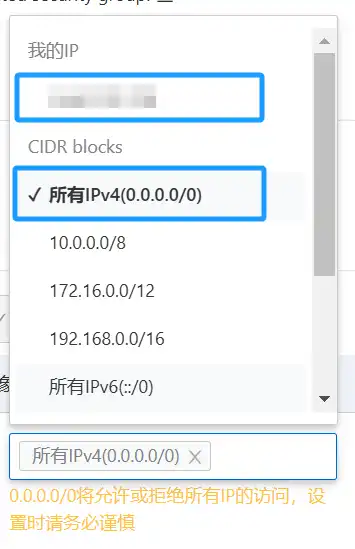 ted security group.
我的IP
CIDR blocks
✓ 所有IPv4(0.0.0.0/0)
10.0.0.0/8
172.16.0.0/12
192.168.0.0/16
所有IPv6(::/0)
所有IPv4(0.0.0.0/0) ×
0.0.0.0/0将允许或拒绝所有IP的访问，设
置时请务必谨慎